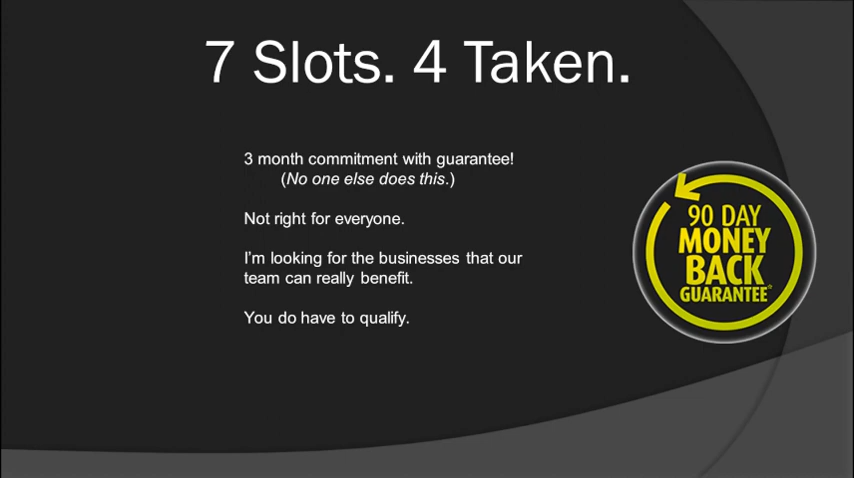 7 Slots. 4 Taken.
3 month commitment with guarantee!
(No one else does this.)
Not right for everyone.
I'm looking for the businesses that our
team can really benefit.
You do have to qualify.
90 DAY
MONEY
BACK
GUARANTEE*